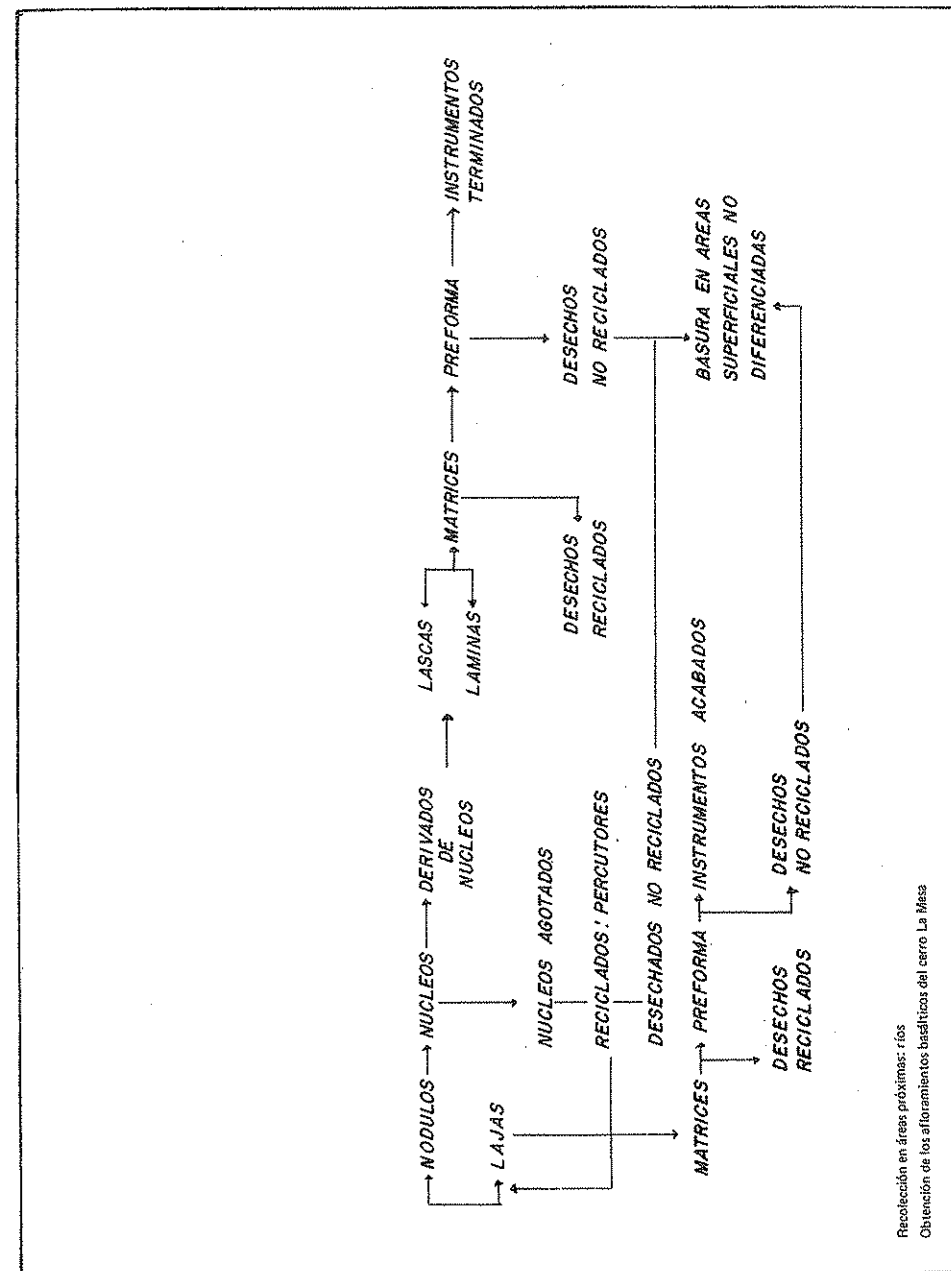 NODULOS
NUCLEOS
DERIVADOS
DE
NUCLEOS
LASCAS
LAMINAS
MATRICES
PREFORMA
INSTRUMENTOS
TERMINADOS
LAJAS
NUCLEOS AGOTADOS
RECICLADOS: PERCUTORES
DESECHADOS NO RECICLADOS
DESECHOS
RECICLADOS
DESECHOS
NO RECICLADOS
MATRICES
PREFORMA
INSTRUMENTOS ACABADOS
DESECHOS
RECICLADOS
DESECHOS
NO RECICLADOS
BASURA EN AREAS
SUPERFICIALES NO
DIFERENCIADAS
Recolección en áreas próximas: ríos
Obtención de los afloramientos basálticos del cerro La Mesa